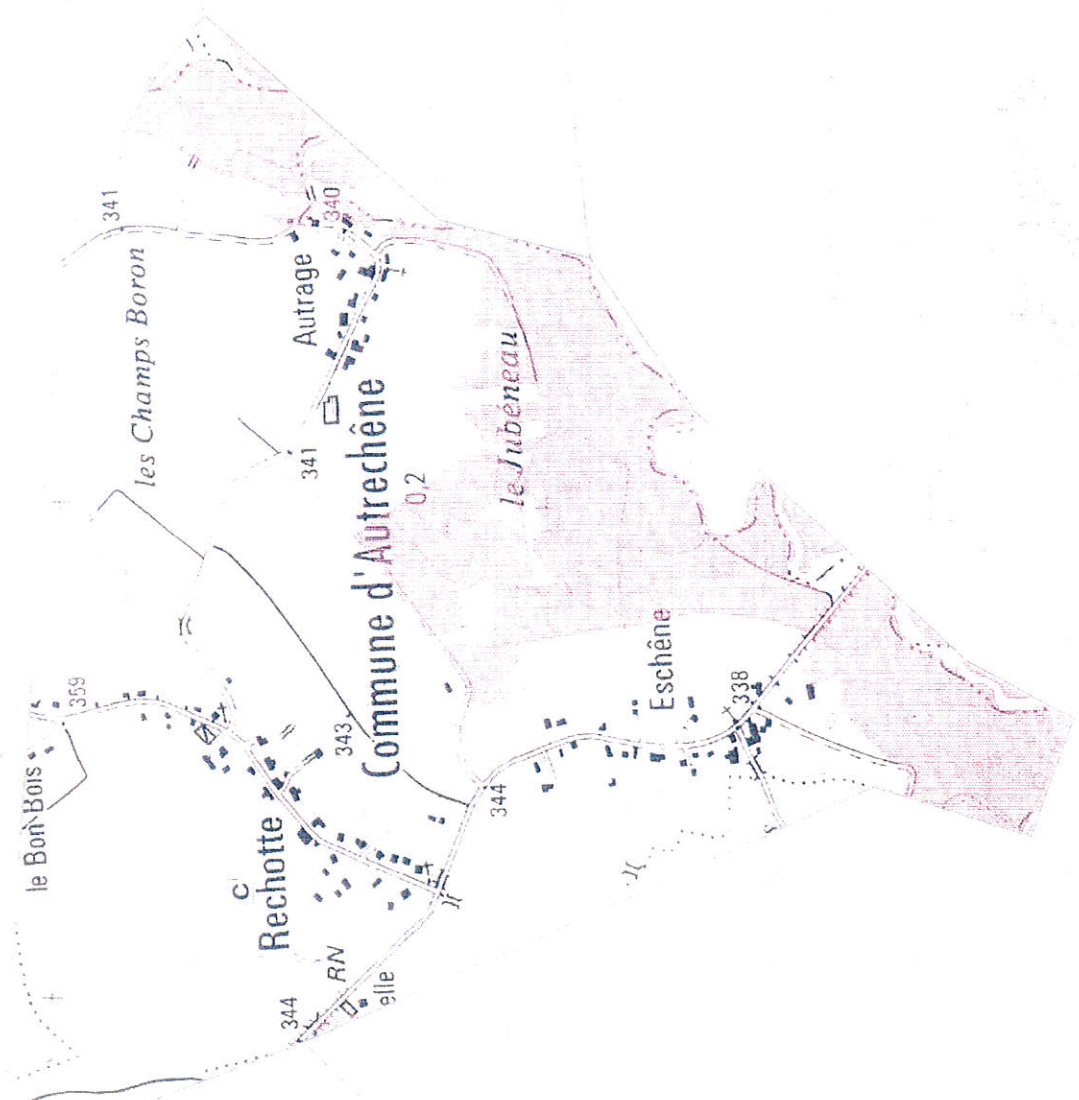 le Bon Bois
359
341
les Champs Boron
C
Rechotte
344
Autrage
341
340
RN
343
Commune d'Autrechêne
elle
0,2
344
le Jubéneau
Eschêne
338